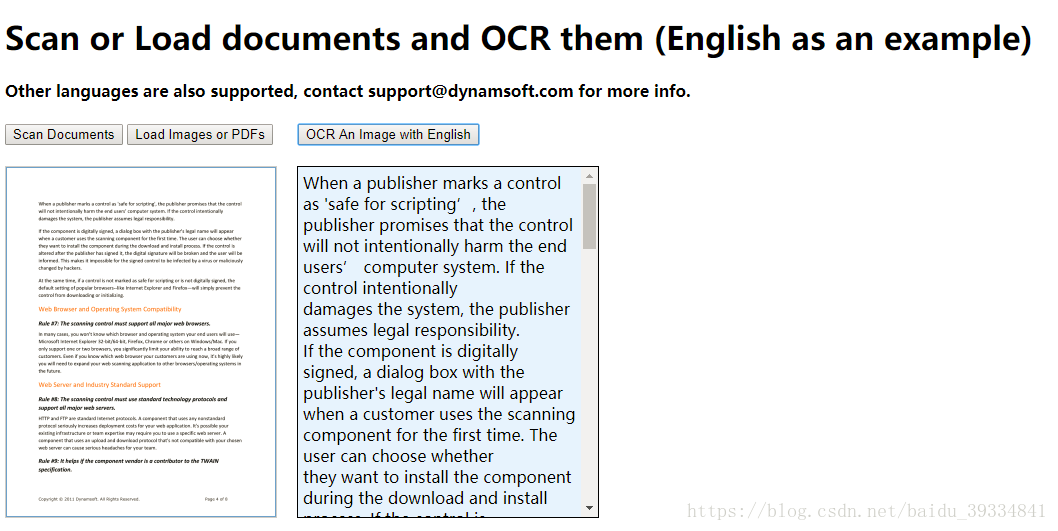 Scan or Load documents and OCR them (English as an example)
Other languages are also supported, contact support@dynamsoft.com for more info.
Scan Documents
Load Images or PDFs
OCR An Image with English
When a publisher marks a control as 'safe for scripting', the publisher promises that the control
will not intentionally harm the end users' computer system. If the control intentionally
damages the system, the publisher assumes legal responsibility.
If the component is digitally signed, a dialog box with the publisher's legal name will appear
when a customer uses the scanning component for the first time. The user can choose whether
they want to install the component during the download and install process. If the control is
altered after the publisher has signed it, the digital signature will be broken and the user will be
informed. This makes it impossible for the signed control to be infected by a virus or maliciously
changed by hackers.
At the same time, if a control is not marked as safe for scripting or is not digitally signed, the
default setting of popular browsers—like Internet Explorer and Firefox—will simply prevent the
control from downloading or initializing.
Web Browser and Operating System Compatibility
Rule #7: The scanning control must support all major web browsers.
In many cases, you won't know which browser and operating system your end users will use—
Microsoft Internet Explorer 32-bit/64-bit, Firefox, Chrome or others on Windows/Mac. If you
only support one or two browsers, you significantly limit your ability to reach a broad range of
customers. Even if you know which web browser your customers are using now, it's highly likely
you will need to expand your web scanning application to other browsers/operating systems in
the future.
Web Server and Industry Standard Support
Rule #8: The scanning control must use standard technology protocols and
support all major web servers.
HTTP and FTP are standard Internet protocols. A component that uses any nonstandard
protocol seriously increases deployment costs for your web application. It's possible your
existing infrastructure or team expertise may require you to use a specific web server. A
component that uses an upload and download protocol that's not compatible with your chosen
web server can cause serious headaches for your team.
Rule #9: It helps if the component vendor is a contributor to the TWAIN
specification.
Copyright © 2011 Dynamsoft. All Rights Reserved.
Page 4 of 8
When a publisher marks a control
as 'safe for scripting’ , the
publisher promises that the control
will not intentionally harm the end
users’ computer system. If the
control intentionally
damages the system, the publisher
assumes legal responsibility.
If the component is digitally
signed, a dialog box with the
publisher's legal name will appear
when a customer uses the scanning
component for the first time. The
user can choose whether
they want to install the component
during the download and install
process. If the control is
https://blog.csdn.net/baidu_39334841